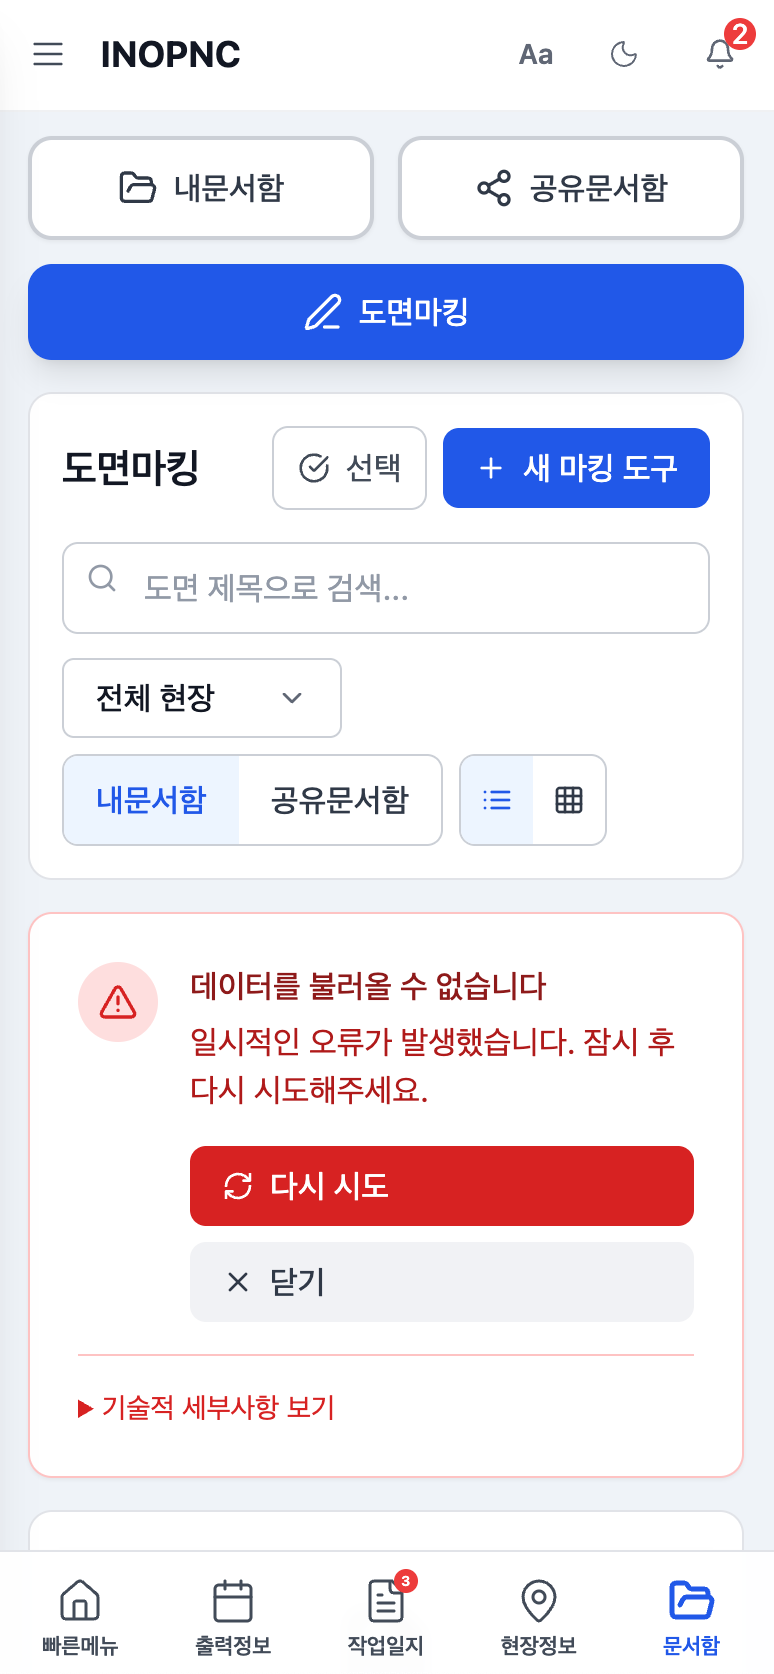 INOPNC
Aa
2
내문서함
공유문서함
도면마킹
도면마킹
선택
새 마킹 도구
도면 제목으로 검색...
전체 현장
내문서함
공유문서함
데이터를 불러올 수 없습니다
일시적인 오류가 발생했습니다. 잠시 후
다시 시도해주세요.
다시 시도
닫기
기술적 세부사항 보기
3
빠른메뉴
출력정보
작업일지
현장정보
문서함